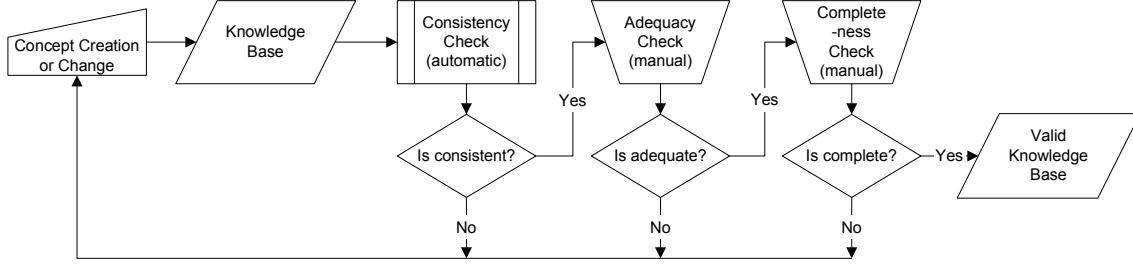 Concept Creation
or Change
Knowledge
Base
Consistency
Check
(automatic)
Adequacy
Check
(manual)
Complete
-ness
Check
(manual)
Is consistent?
Yes
Is adequate?
Yes
Is complete?
Yes
Valid
Knowledge
Base
No
No
No